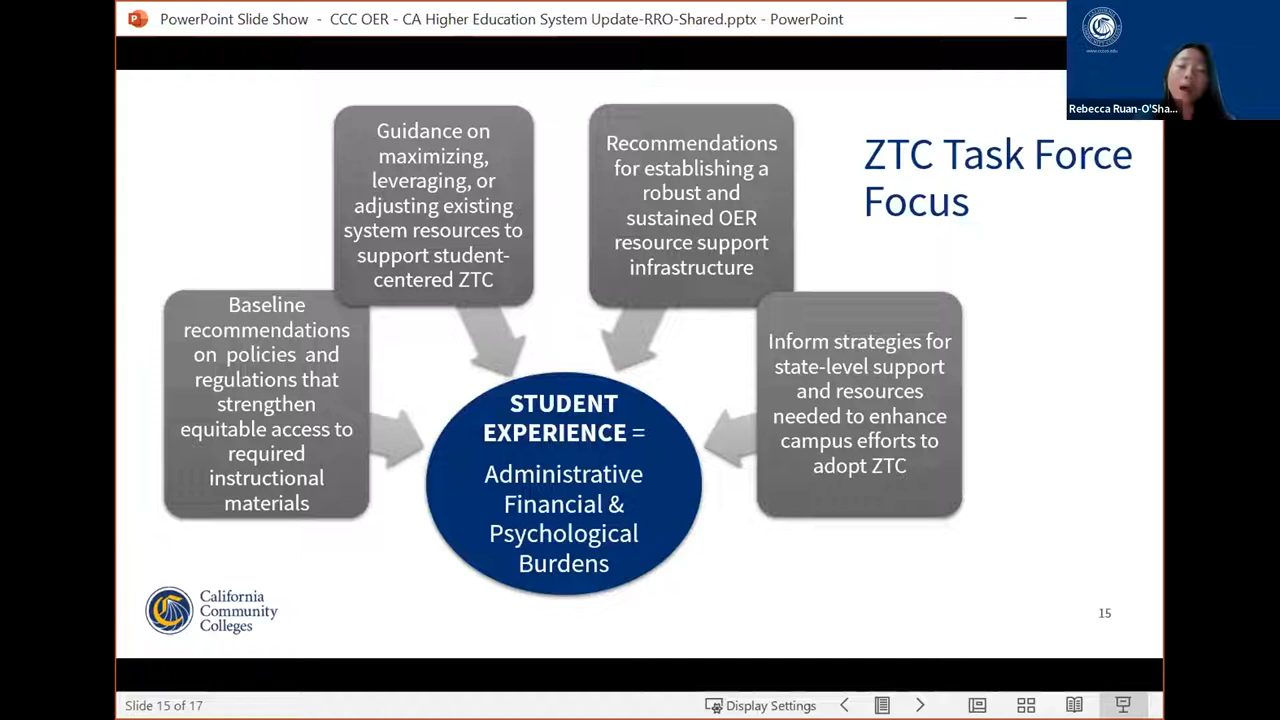 PowerPoint Slide Show - CCC OER - CA Higher Education System Update-RRO-Shared.pptx - PowerPoint
www.cccco.edu
Rebecca Ruan-O'Sha...
ZTC Task Force
Focus
Guidance on
maximizing,
leveraging, or
adjusting existing
system resources to
support student-
centered ZTC
Recommendations
for establishing a
robust and
sustained OER
resource support
infrastructure
Baseline
recommendations
on policies and
regulations that
strengthen
equitable access to
required
instructional
materials
Inform strategies for
state-level support
and resources
needed to enhance
campus efforts to
adopt ZTC
STUDENT
EXPERIENCE =
Administrative
Financial &
Psychological
Burdens
California
Community
Colleges
15
Slide 15 of 17
Display Settings